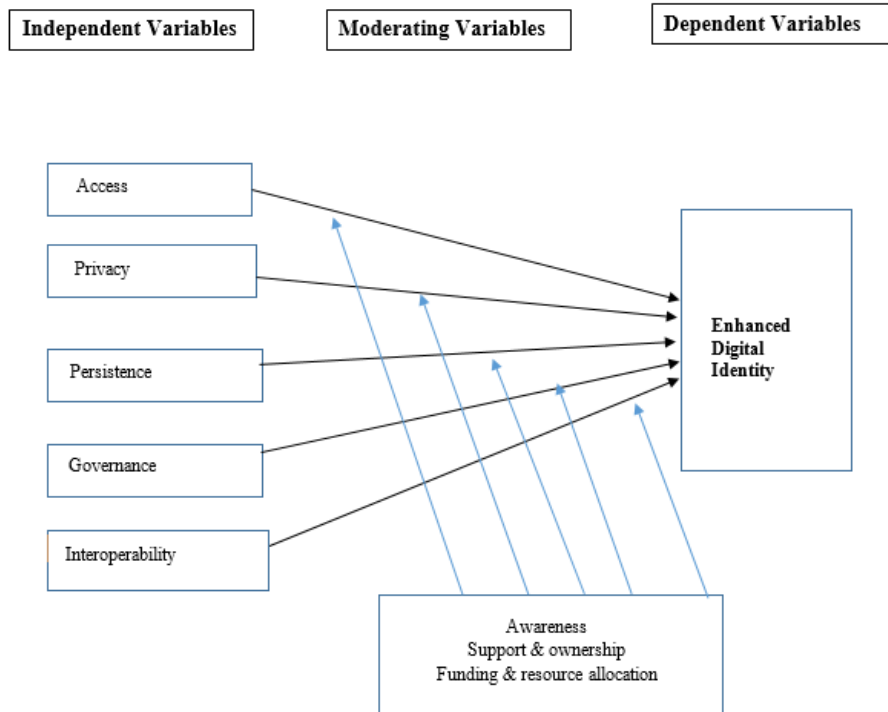 Independent Variables
Moderating Variables
Dependent Variables
Access
Privacy
Persistence
Governance
Interoperability
Enhanced
Digital
Identity
Awareness
Support & ownership
Funding & resource allocation